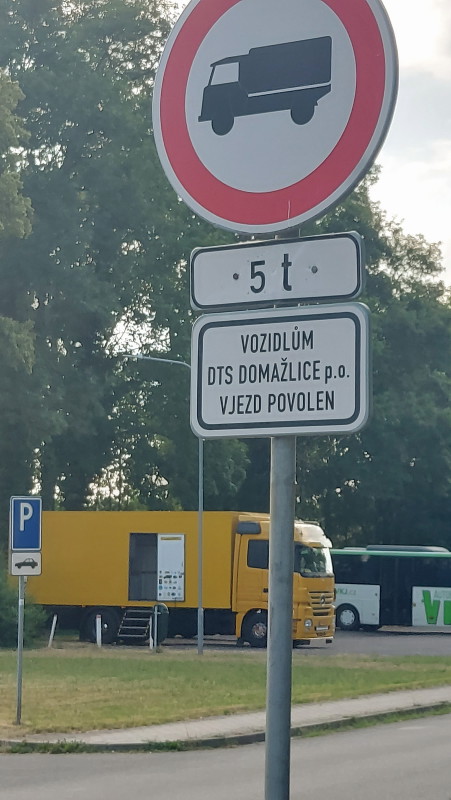 5 t
VOZIDLŮM
DTS DOMAŽLICE p.o.
VJEZD POVOLEN
P